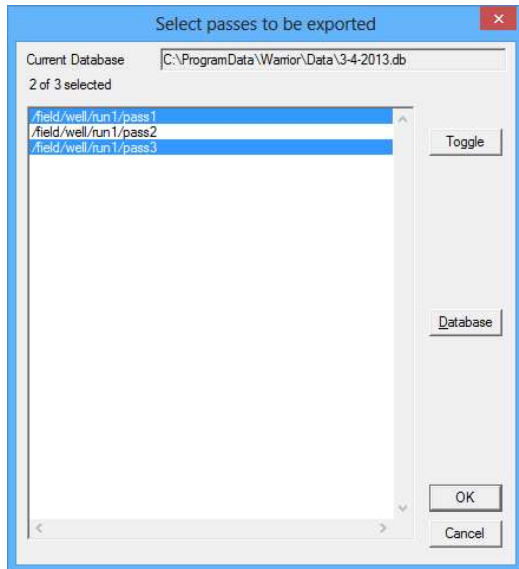 Select passes to be exported
Current Database C:\ProgramData\Warrior\Data\3-4-2013.db
2 of 3 selected
/field/well/run1/pass1
/field/well/run1/pass2
/field/well/run1/pass3
Toggle
Database
OK
Cancel